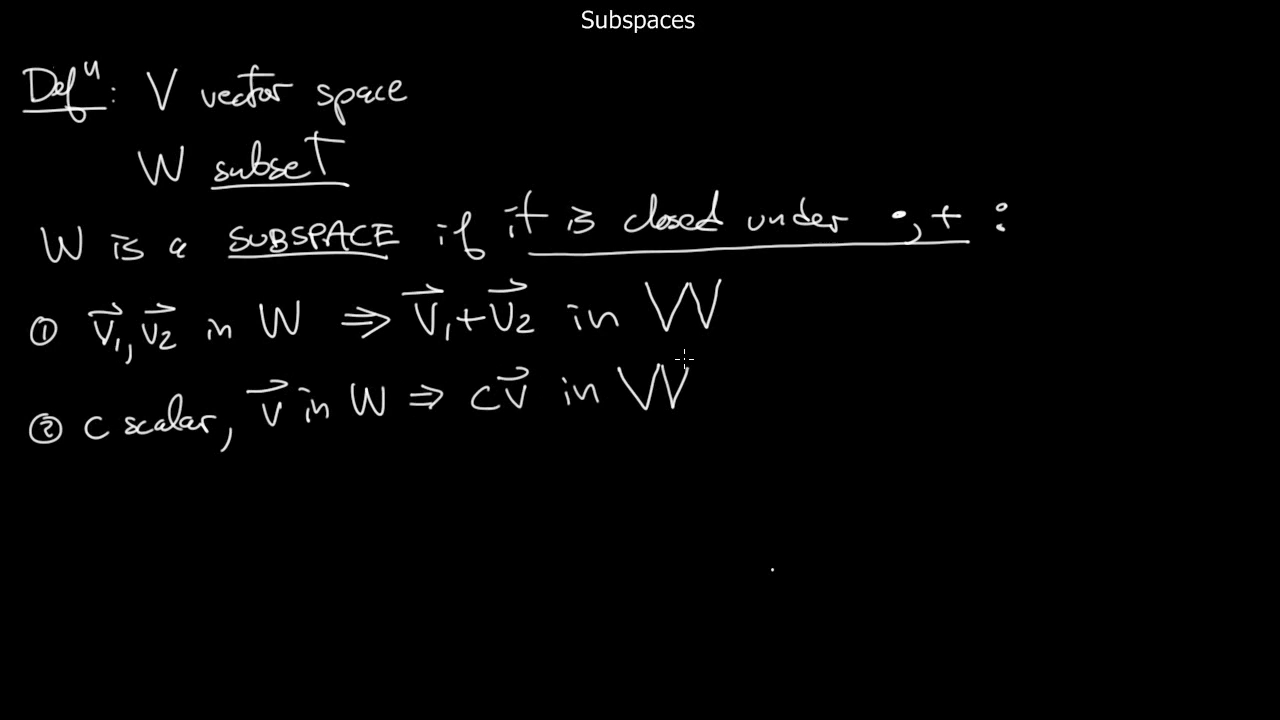 Subspaces
Defⁿ: V vector space
W subset
W is a SUBSPACE if it is closed under •, + :
① v⃗₁, v⃗₂ in W ⇒ v⃗₁+v⃗₂ in W
② c scalar, v⃗ in W ⇒ cv⃗ in W